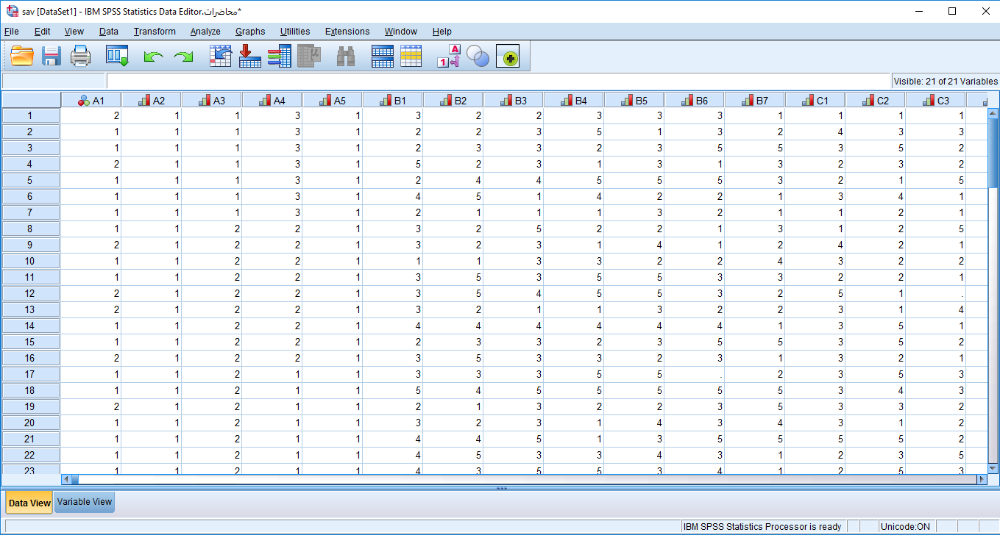 sav [DataSet1] - IBM SPSS Statistics Data Editor.محاضرات*
File Edit View Data Transform Analyze Graphs Utilities Extensions Window Help
Visible: 21 of 21 Variables
A1 A2 A3 A4 A5 B1 B2 B3 B4 B5 B6 B7 C1 C2 C3
1 2 1 1 3 1 3 2 2 3 3 3 1 1 1 1
2 1 1 1 3 1 2 2 3 5 1 3 2 4 3 3
3 1 1 1 3 1 2 3 3 2 3 5 5 3 5 2
4 2 1 1 3 1 5 2 3 1 3 1 3 2 3 2
5 1 1 1 3 1 2 4 4 5 5 5 3 2 1 5
6 1 1 1 3 1 4 5 1 4 2 2 1 3 4 1
7 1 1 1 3 1 2 1 1 1 3 2 1 1 2 1
8 1 1 2 2 1 3 2 5 2 2 1 3 1 2 5
9 2 1 2 2 1 3 2 3 1 4 1 2 4 2 1
10 1 1 2 2 1 1 1 3 3 2 2 4 3 2 2
11 1 1 2 2 1 3 5 3 5 5 3 3 2 2 1
12 2 1 2 2 1 3 5 4 5 5 3 2 5 1 .
13 2 1 2 2 1 3 2 1 1 3 2 2 3 1 4
14 1 1 2 2 1 4 4 4 4 4 4 1 3 5 1
15 1 1 2 2 1 2 3 3 2 3 5 5 3 5 2
16 2 1 2 2 1 3 5 3 3 2 3 1 3 2 1
17 1 1 2 1 1 3 3 3 5 5 . 2 3 5 3
18 1 1 2 1 1 5 4 5 5 5 5 5 3 4 3
19 2 1 2 1 1 2 1 3 2 2 3 5 3 3 2
20 1 1 2 1 1 3 2 3 1 4 3 4 3 1 2
21 1 1 2 1 1 4 4 5 1 3 5 5 5 5 2
22 1 1 2 1 1 4 5 3 3 4 3 1 2 3 5
23 1 1 2 1 1 4 3 5 5 3 4 1 2 5 3
Data View Variable View
IBM SPSS Statistics Processor is ready Unicode:ON